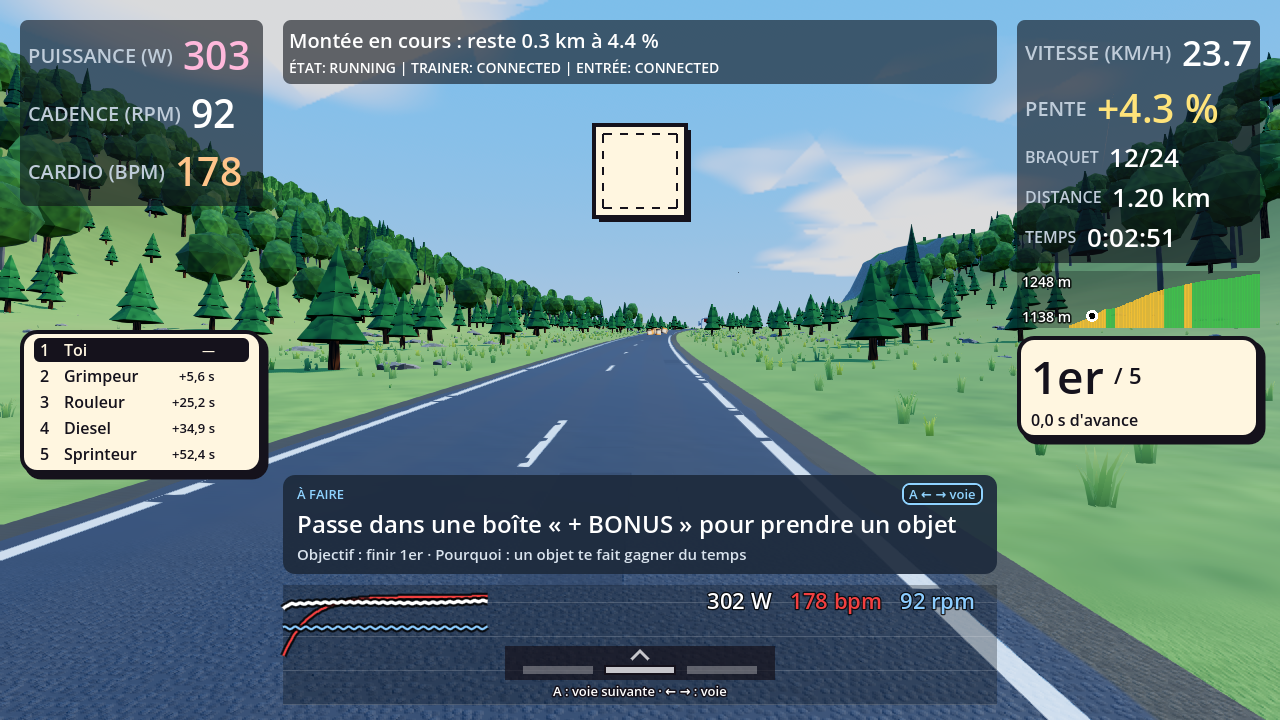 PUISSANCE (W) 303
CADENCE (RPM) 92
CARDIO (BPM) 178
Montée en cours : reste 0.3 km à 4.4 %
ÉTAT: RUNNING | TRAINER: CONNECTED | ENTRÉE: CONNECTED
VITESSE (KM/H) 23.7
PENTE +4.3 %
BRAQUET 12/24
DISTANCE 1.20 km
TEMPS 0:02:51
1248 m
1138 m
1 Toi —
2 Grimpeur +5,6 s
3 Rouleur +25,2 s
4 Diesel +34,9 s
5 Sprinteur +52,4 s
1er / 5
0,0 s d'avance
À FAIRE
A ← → voie
Passe dans une boîte « + BONUS » pour prendre un objet
Objectif : finir 1er · Pourquoi : un objet te fait gagner du temps
302 W 178 bpm 92 rpm
A : voie suivante · ← → : voie